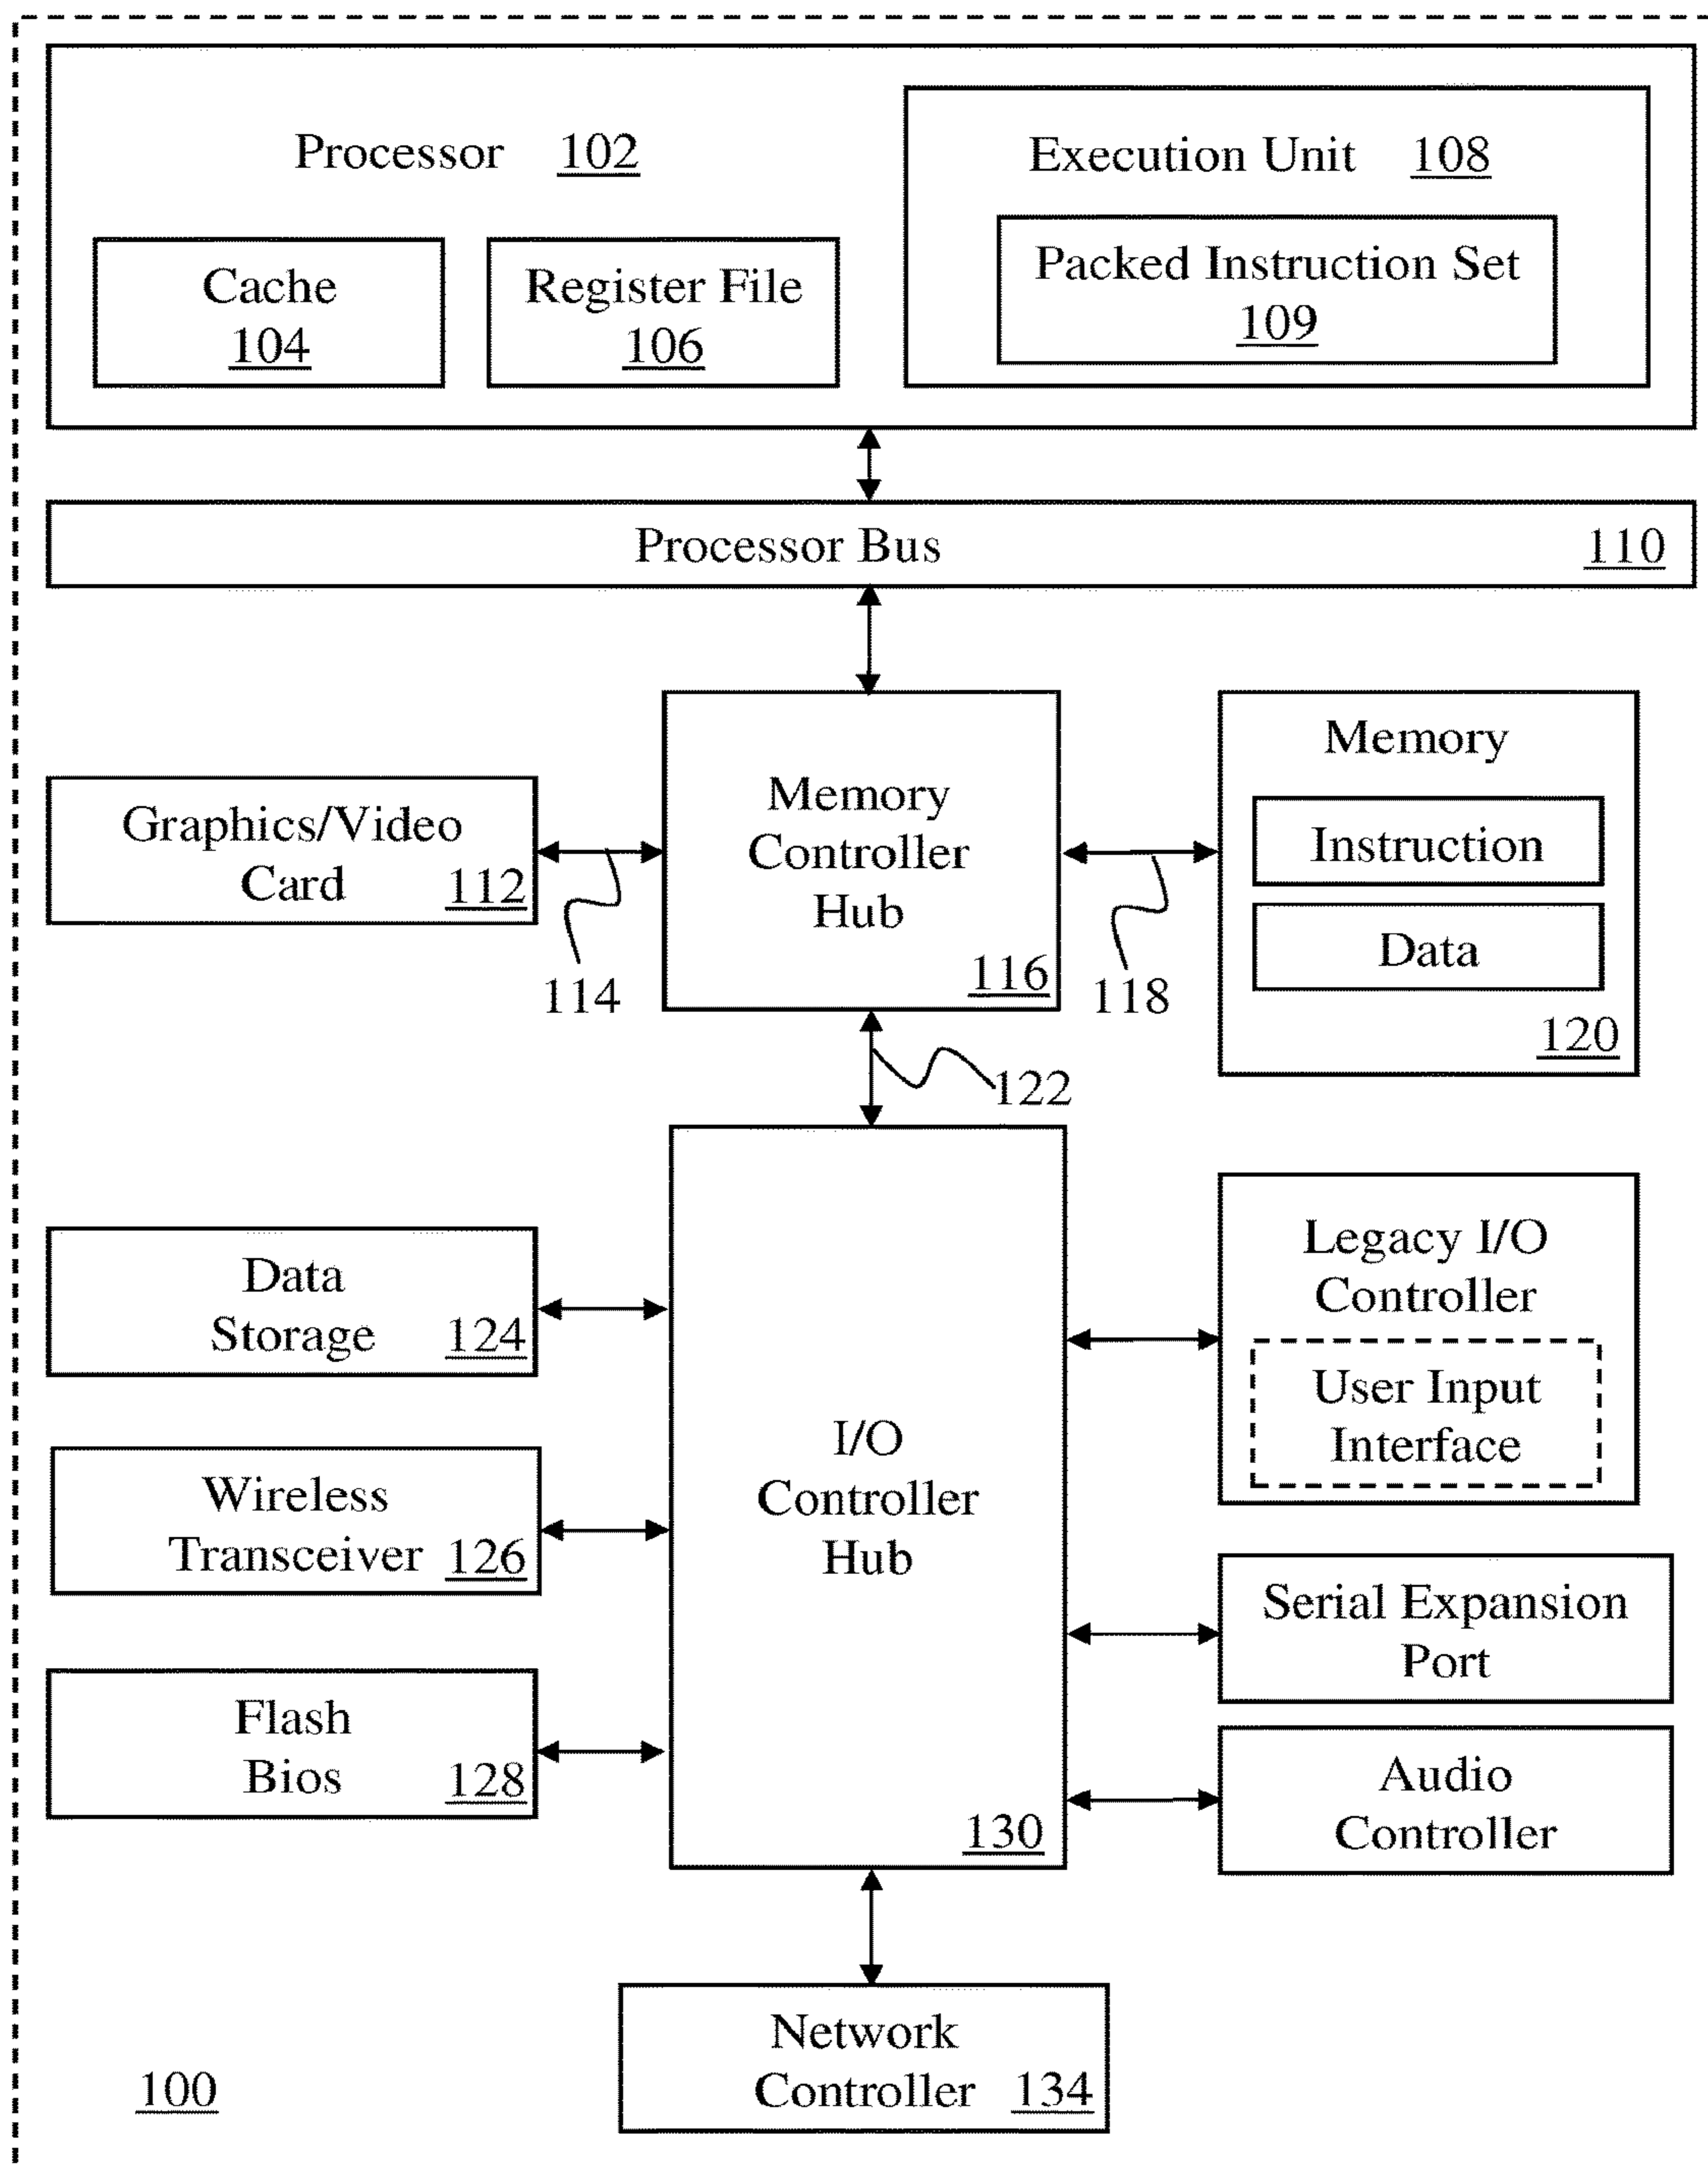 Processor 102
Execution Unit 108
Cache
104
Register File
106
Packed Instruction Set
109
Processor Bus 110
Graphics/Video
Card 112
114
Memory
Controller
Hub
116
118
Memory
Instruction
Data
120
122
Data
Storage 124
Wireless
Transceiver 126
Flash
Bios 128
I/O
Controller
Hub
130
Legacy I/O
Controller
User Input
Interface
Serial Expansion
Port
Audio
Controller
Network
Controller 134
100